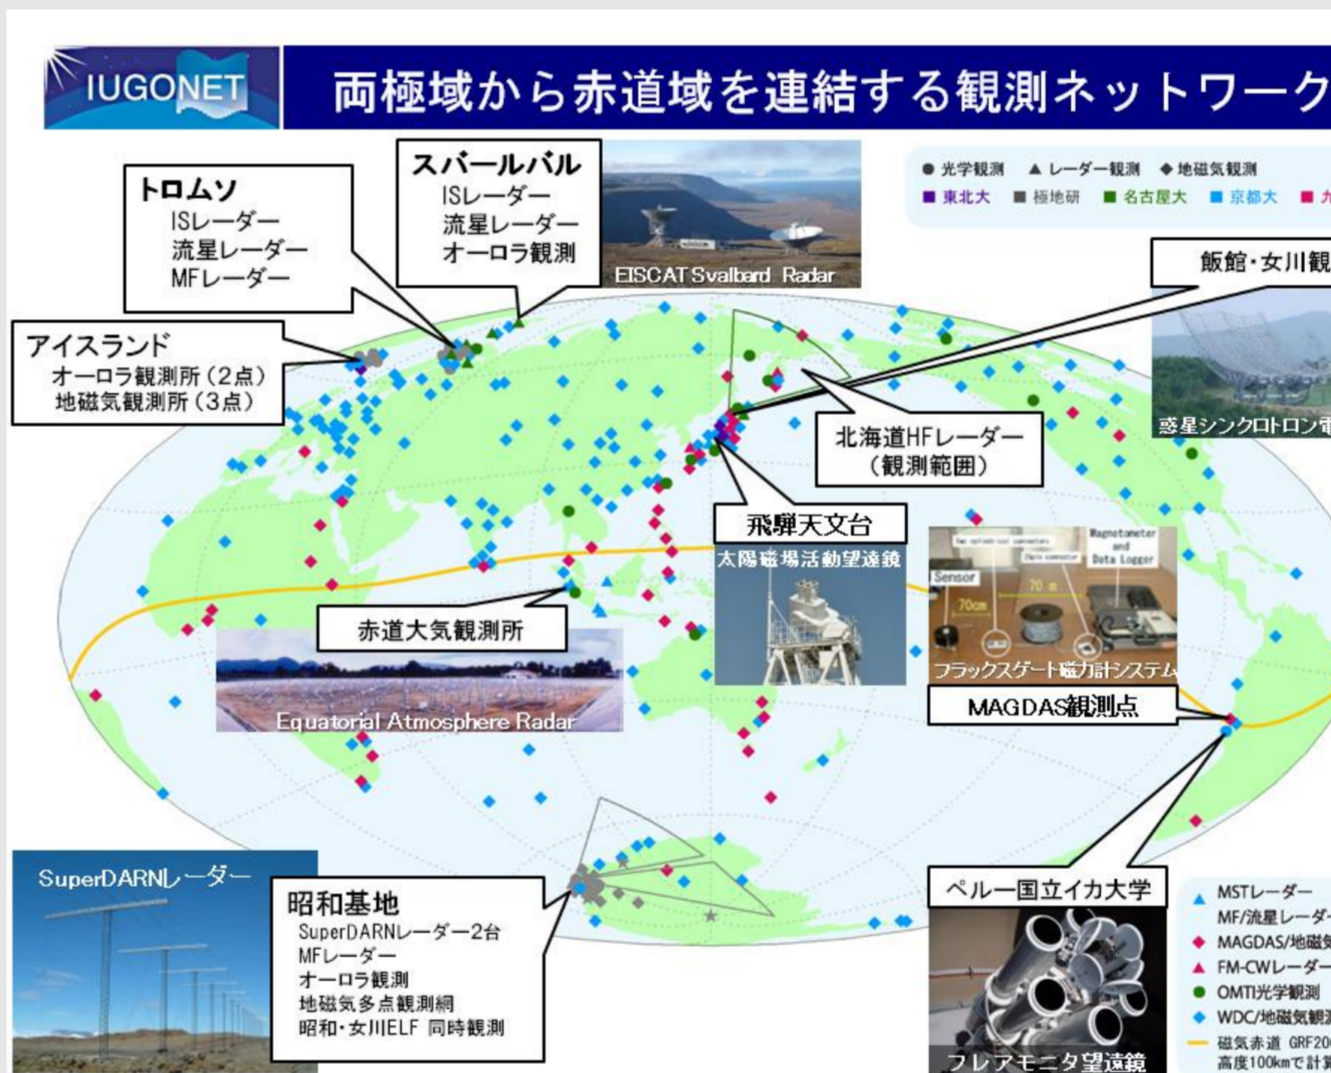 IUGONET
両極域から赤道域を連結する観測ネットワーク
スバールバル
ISレーダー
流星レーダー
オーロラ観測
トロムソ
ISレーダー
流星レーダー
MFレーダー
EISCAT Svalbard Radar
● 光学観測 ▲ レーダー観測 ◆ 地磁気観測
■ 東北大 ■ 極地研 ■ 名古屋大 ■ 京都大 ■ 九
飯館・女川観
アイスランド
オーロラ観測所(2点)
地磁気観測所(3点)
惑星シンクロトロン電
北海道HFレーダー
(観測範囲)
飛騨天文台
太陽磁場活動望遠鏡
Magnetometer
and
Data Logger
Sensor
70 m
70cm
フラックスゲート磁力計システム
MAGDAS観測点
赤道大気観測所
Equatorial Atmosphere Radar
SuperDARNレーダー
昭和基地
SuperDARNレーダー2台
MFレーダー
オーロラ観測
地磁気多点観測網
昭和・女川ELF 同時観測
ペルー国立イカ大学
フレアモニタ望遠鏡
MSTレーダー
MF/流星レーダー
MAGDAS/地磁気
FM-CWレーダー
OMTI光学観測
WDC/地磁気観測
磁気赤道 GRF200
高度100kmで計算